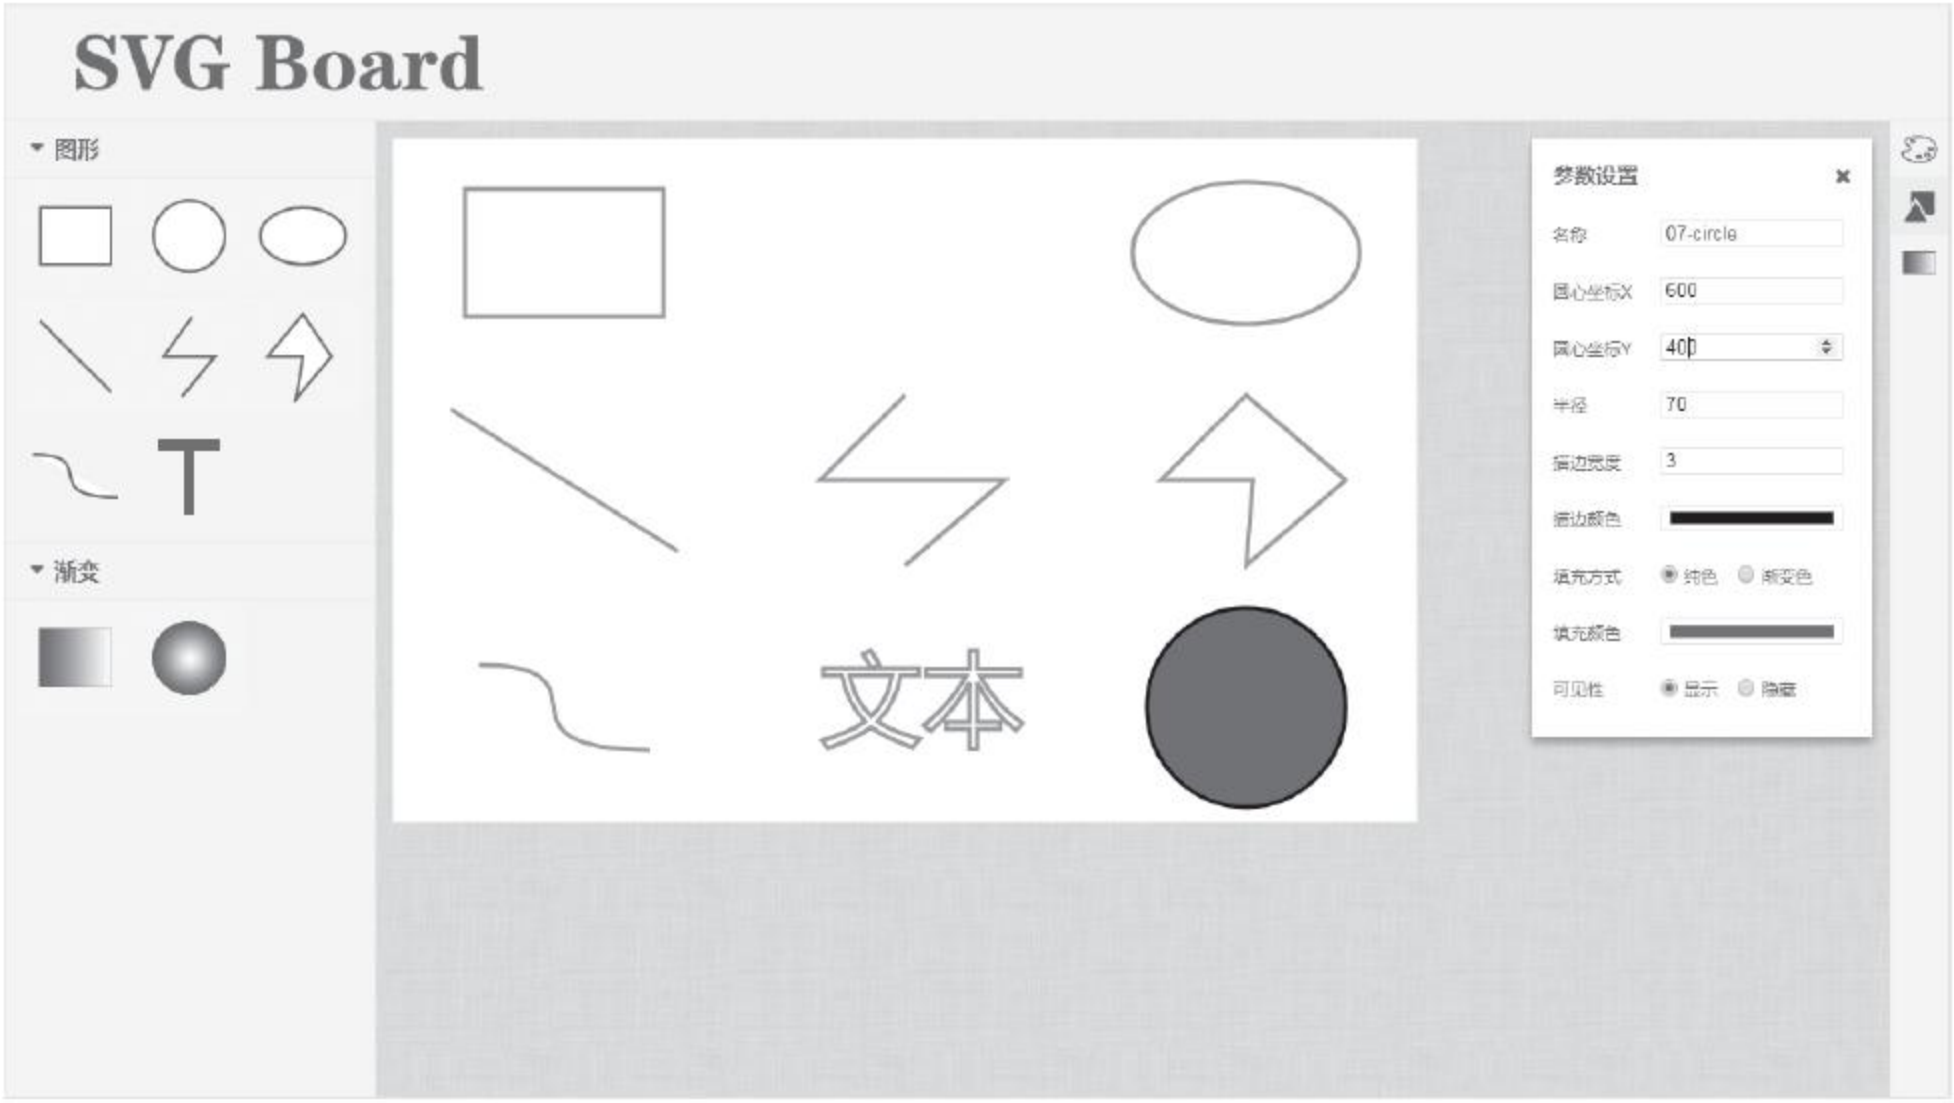 SVG Board
图形
T
渐变
文本
参数设置
名称 07-circle
圆心坐标X 600
圆心坐标Y 400
半径 70
描边宽度 3
描边颜色
填充方式 纯色 渐变色
填充颜色
可见性 显示 隐藏